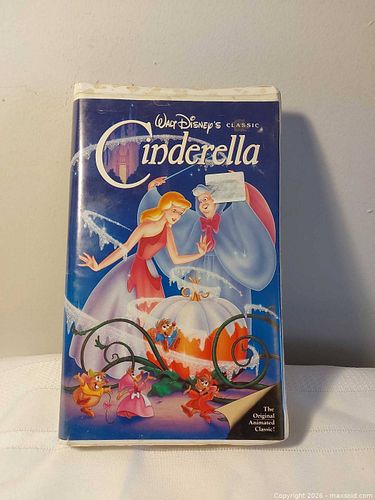 Walt Disney's CLASSIC
Cinderella
The
Original
Animated
Classic!
Copyright 2026 - maxsold.com